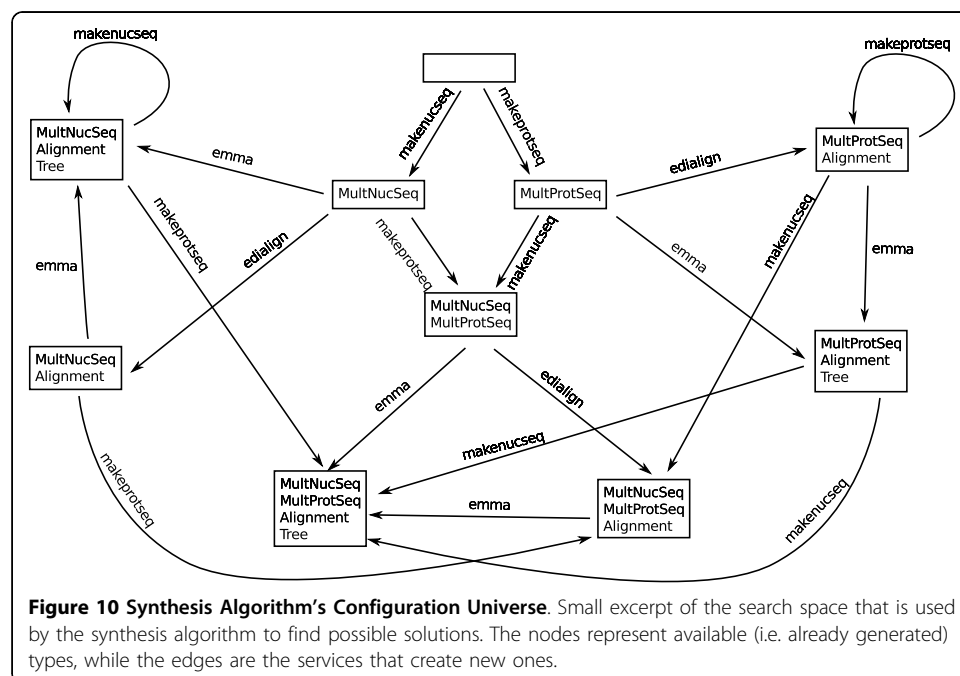 makenucseq
makeprotseq
makenucseq
makeprotseq
MultNucSeq
Alignment
Tree
MultProtSeq
Alignment
emma
edialign
MultNucSeq
MultProtSeq
makeprotseq
edialign
makeprotseq
makenucseq
makenucseq
emma
emma
emma
MultNucSeq
MultProtSeq
MultNucSeq
Alignment
MultProtSeq
Alignment
Tree
emma
edialign
makenucseq
makeprotseq
MultNucSeq
MultProtSeq
Alignment
Tree
emma
MultNucSeq
MultProtSeq
Alignment
makenucseq
Figure 10 Synthesis Algorithm's Configuration Universe. Small excerpt of the search space that is used
by the synthesis algorithm to find possible solutions. The nodes represent available (i.e. already generated)
types, while the edges are the services that create new ones.